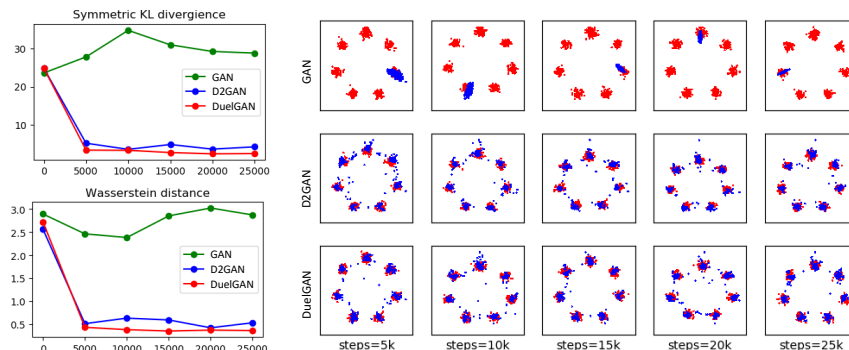 Symmetric KL divergience
30
20
10
GAN
D2GAN
DuelGAN
0 5000 10000 15000 20000 25000
Wasserstein distance
3.0
2.5
2.0
1.5
1.0
0.5
GAN
D2GAN
DuelGAN
0 5000 10000 15000 20000 25000
GAN
D2GAN
DuelGAN
steps=5k steps=10k steps=15k steps=20k steps=25k